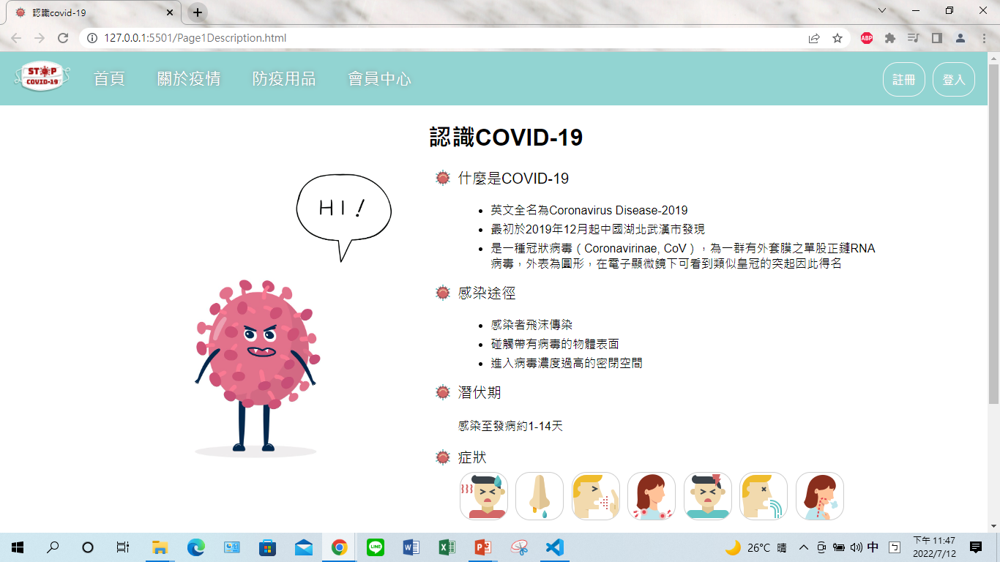 認識covid-19
127.0.0.1:5501/Page1Description.html
ABP
STOP
COVID-19
首頁 關於疫情 防疫用品 會員中心 註冊 登入
認識COVID-19
HI!
什麼是COVID-19
英文全名為Coronavirus Disease-2019
最初於2019年12月起中國湖北武漢市發現
是一種冠狀病毒（Coronavirinae, CoV），為一群有外套膜之單股正鏈RNA
病毒，外表為圓形，在電子顯微鏡下可看到類似皇冠的突起因此得名
感染途徑
感染者飛沫傳染
碰觸帶有病毒的物體表面
進入病毒濃度過高的密閉空間
潛伏期
感染至發病約1-14天
症狀
26°C 晴
中
ㄅ
下午 11:47
2022/7/12
LINE